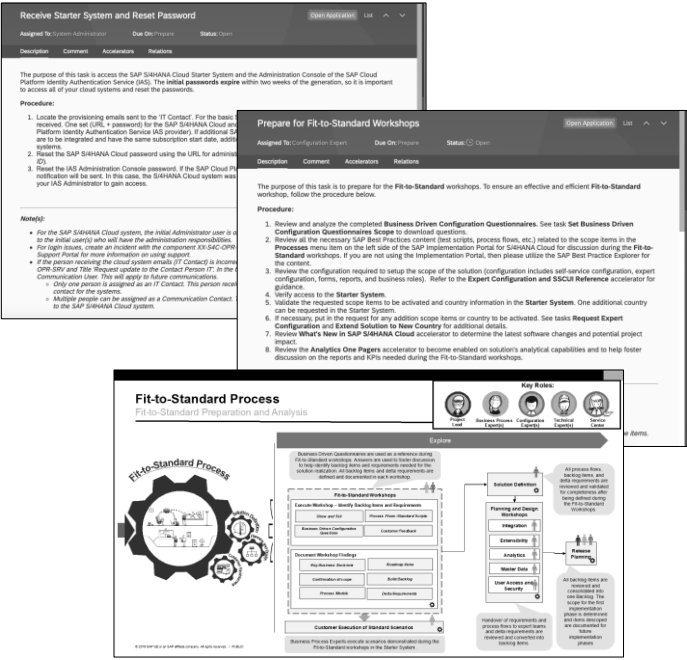 Receive Starter System and Reset Password
Open Application List
Assigned To: System Administrator Due On: Prepare Status: Open
Description Comment Accelerators Relations
The purpose of this task is access the SAP S/4HANA Cloud Starter System and the Administration Console of the SAP Cloud
Platform Identity Authentication Service (IAS). The initial passwords expire within two weeks of the generation, so it is important
to access all of your cloud systems and reset the passwords.
Procedure:
1. Locate the provisioning emails sent to the 'IT Contact'. For the basic
received. One set (URL + password) for the SAP S/4HANA Cloud an
Platform Identity Authentication Service IAS provider). If additional SA
are to be integrated and have the same subscription start date, additi
systems.
2. Reset the SAP S/4HANA Cloud password using the URL for administ
ID).
3. Reset the IAS Administration Console password. If the SAP Cloud Pl
notification will be sent. In this case, the S/4HANA Cloud system was
your IAS Administrator to gain access.
Note(s):
• For the SAP S/4HANA Cloud system, the initial Administrator user is d
to the initial user(s) who will have the administration responsibilities.
• For login issues, create an incident with the component XX-S4C-OPR-
Support Portal for more information on using support.
• If the person receiving the cloud system emails (IT Contact) is incorrec
OPR-SRV and Title 'Request update to the Contact Person IT': In the t
Communication User. This will apply to future communications.
○ Only one person is assigned as an IT Contact. This person recei
contact for the systems.
○ Multiple people can be assigned as a Communication Contact.
to the SAP S/4HANA Cloud system.
Prepare for Fit-to-Standard Workshops
Open Application List
Assigned To: Configuration Expert Due On: Prepare Status: Open
Description Comment Accelerators Relations
The purpose of this task is to prepare for the Fit-to-Standard workshops. To ensure an effective and efficient Fit-to-Standard
workshop, follow the procedure below.
Procedure:
1. Review and analyze the completed Business Driven Configuration Questionnaires. See task Set Business Driven
Configuration Questionnaires Scope to download questions.
2. Review all the necessary SAP Best Practices content (test scripts, process flows, etc.) related to the scope items in the
Processes menu on the left side of the SAP Implementation Portal for S/4HANA Cloud for discussion during the Fit-to-
Standard workshops. If you are not using the Implementation Portal, then please utilize the SAP Best Practice Explorer for
the content.
3. Review the configuration required to setup the scope of the solution (configuration includes self-service configuration, expert
configuration, forms, reports, and business roles). Refer to the Expert Configuration and SSCUI Reference accelerator for
guidance.
4. Verify access to the Starter System.
5. Validate the requested scope items to be activated and country information in the Starter System. One additional country
can be requested in the Starter System.
6. If necessary, put in the request for any addition scope items or country to be activated. See tasks Request Expert
Configuration and Extend Solution to New Country for additional details.
7. Review What's New in SAP S/4HANA Cloud accelerator to determine the latest software changes and potential project
impact.
8. Review the Analytics One Pagers accelerator to become enabled on solution's analytical capabilities and to help foster
discussion on the reports and KPIs needed during the Fit-to-Standard workshops.
e items.
Fit-to-Standard Process
Fit-to-Standard Preparation and Analysis
Key Roles:
Project
Lead
Business Process
Expert(s)
Configuration
Expert(s)
Technical
Expert(s)
Service
Center
Explore
Fit-to-Standard Process
Business Driven Questionnaires are used as a reference during
Fit-to-Standard workshops. Answers are used to foster discussion
to help identify backlog items and requirements needed for the
solution realization. All backlog items and delta requirements are
defined and documented in each workshop.
Fit-to-Standard Workshops
Execute Workshop – Identify Backlog Items and Requirements
Show and Tell
Business Driven Configuration
Questions
Customer Feedback
Document Workshop Findings
Key Business Decisions
Roadmap Items
Confirmation of scope
Build Backlog
Process Models
Delta Requirements
Customer Execution of Standard Scenarios
Business Process Experts execute scenarios demonstrated during the
Fit-to-Standard workshops in the Starter System.
Solution Definition
Planning and Design
Workshops
Integration
Extensibility
Analytics
Master Data
User Access and
Security
Handover of requirements and
process flows to expert teams
and delta requirements are
reviewed and converted into
backlog items.
All process flows,
backlog items, and
delta requirements are
reviewed and validated
for completeness after
being defined during
the Fit-to-Standard
Workshops.
Release
Planning
All backlog items are
reviewed and
consolidated into
one Backlog. The
scope for the first
implementation
phase is determined
and items descoped
are documented for
future
implementation
phases.
© 2019 SAP SE or an SAP affiliate company. All rights reserved. | PUBLIC